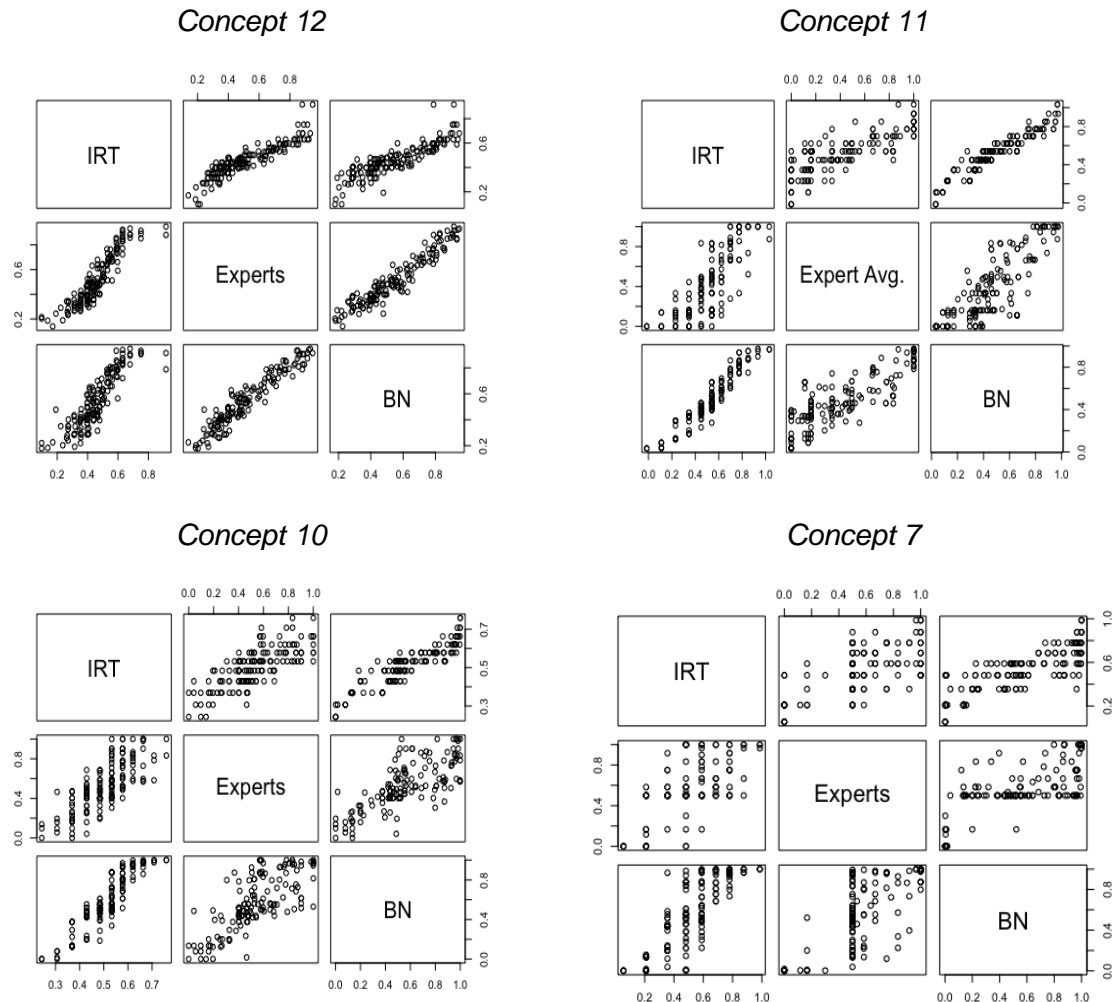 Concept 12
0.2 0.4 0.6 0.8
IRT
0.2 0.6
0.2 0.6
Experts
BN
0.2 0.6
0.2 0.4 0.6 0.8
0.2 0.4 0.6 0.8
Concept 11
0.0 0.2 0.4 0.6 0.8 1.0
IRT
0.0 0.4 0.8
0.0 0.4 0.8
Expert Avg.
BN
0.0 0.4 0.8
0.0 0.2 0.4 0.6 0.8 1.0
0.0 0.2 0.4 0.6 0.8 1.0
Concept 10
0.0 0.2 0.4 0.6 0.8 1.0
IRT
0.3 0.5 0.7
0.0 0.4 0.8
Experts
BN
0.0 0.4 0.8
0.3 0.4 0.5 0.6 0.7
0.0 0.2 0.4 0.6 0.8 1.0
Concept 7
0.0 0.2 0.4 0.6 0.8 1.0
IRT
0.2 0.6 1.0
0.0 0.4 0.8
Experts
BN
0.0 0.4 0.8
0.2 0.4 0.6 0.8 1.0
0.0 0.2 0.4 0.6 0.8 1.0